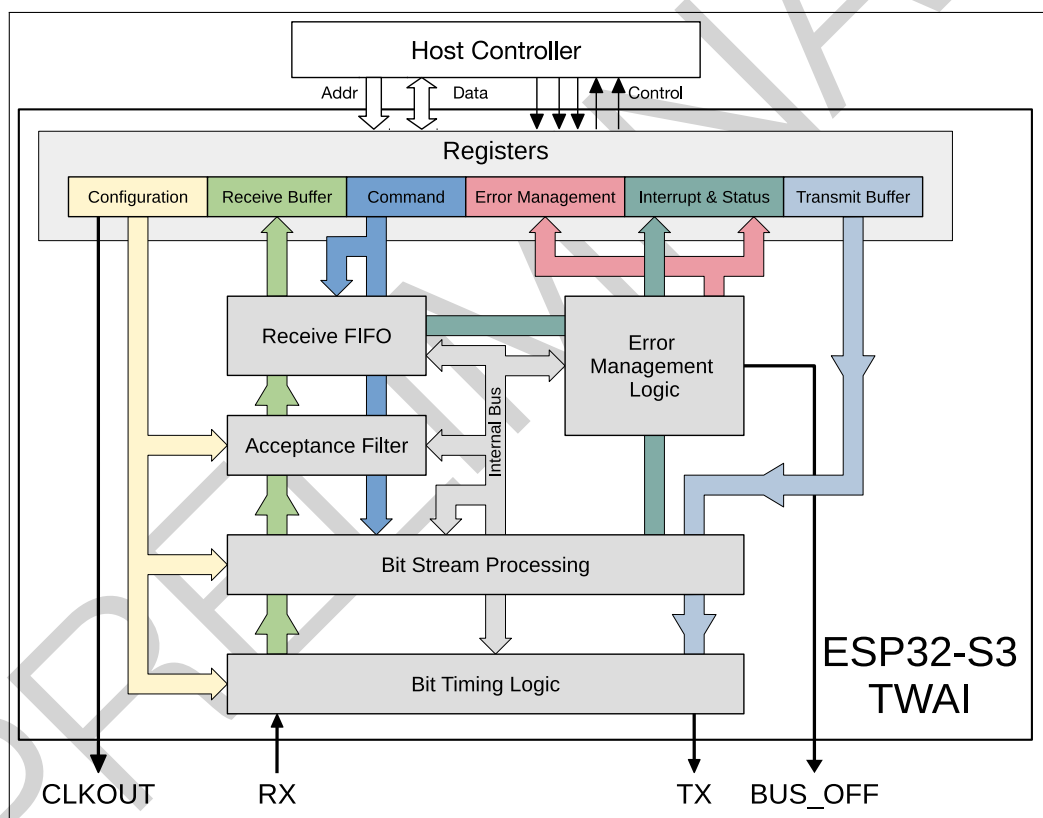 Host Controller
Addr
Data
Control
Registers
Configuration
Receive Buffer
Command
Error Management
Interrupt & Status
Transmit Buffer
Receive FIFO
Error
Management
Logic
Internal Bus
Acceptance Filter
Bit Stream Processing
Bit Timing Logic
ESP32-S3
TWAI
CLKOUT
RX
TX
BUS_OFF